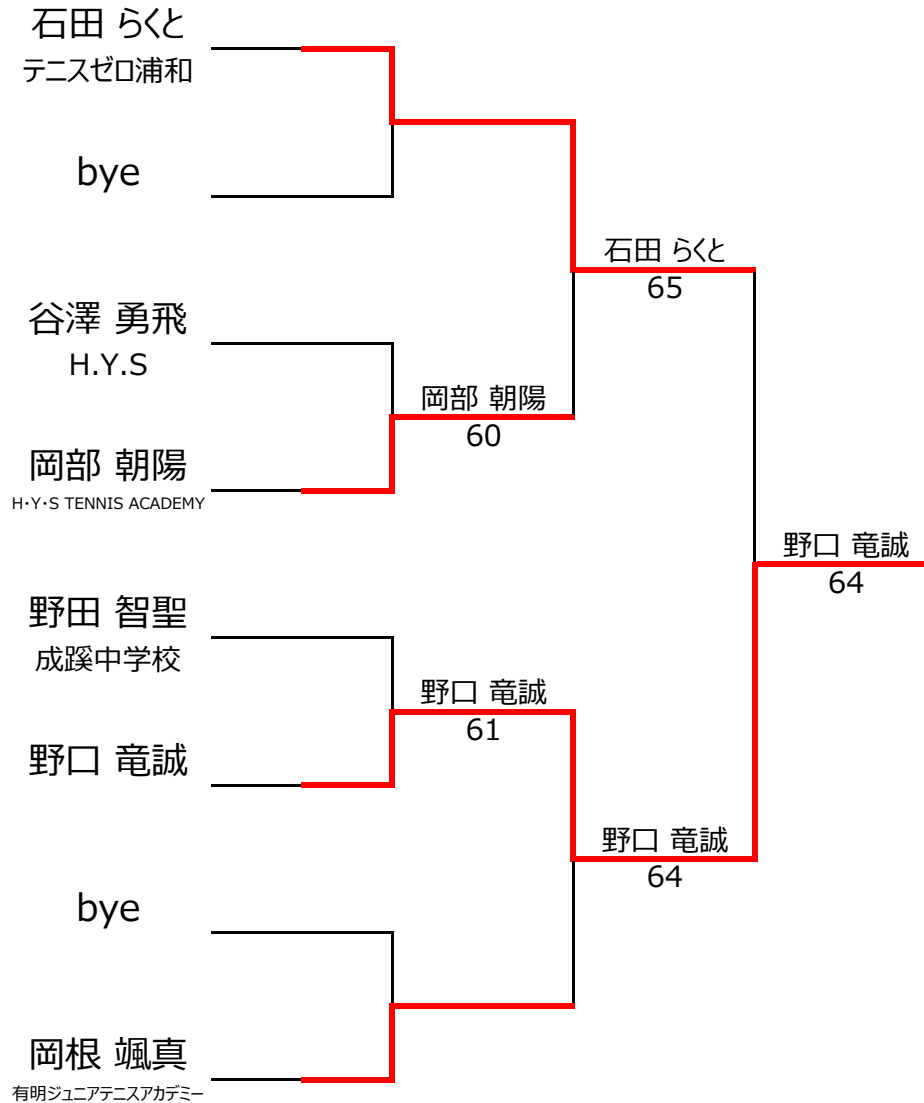 石田 らくと
テニスゼロ浦和
bye
谷澤 勇飛
H.Y.S
岡部 朝陽
H・Y・S TENNIS ACADEMY
野田 智聖
成蹊中学校
野口 竜誠
bye
岡根 颯真
有明ジュニアテニスアカデミー
岡部 朝陽
60
野口 竜誠
61
石田 らくと
65
野口 竜誠
64
野口 竜誠
64